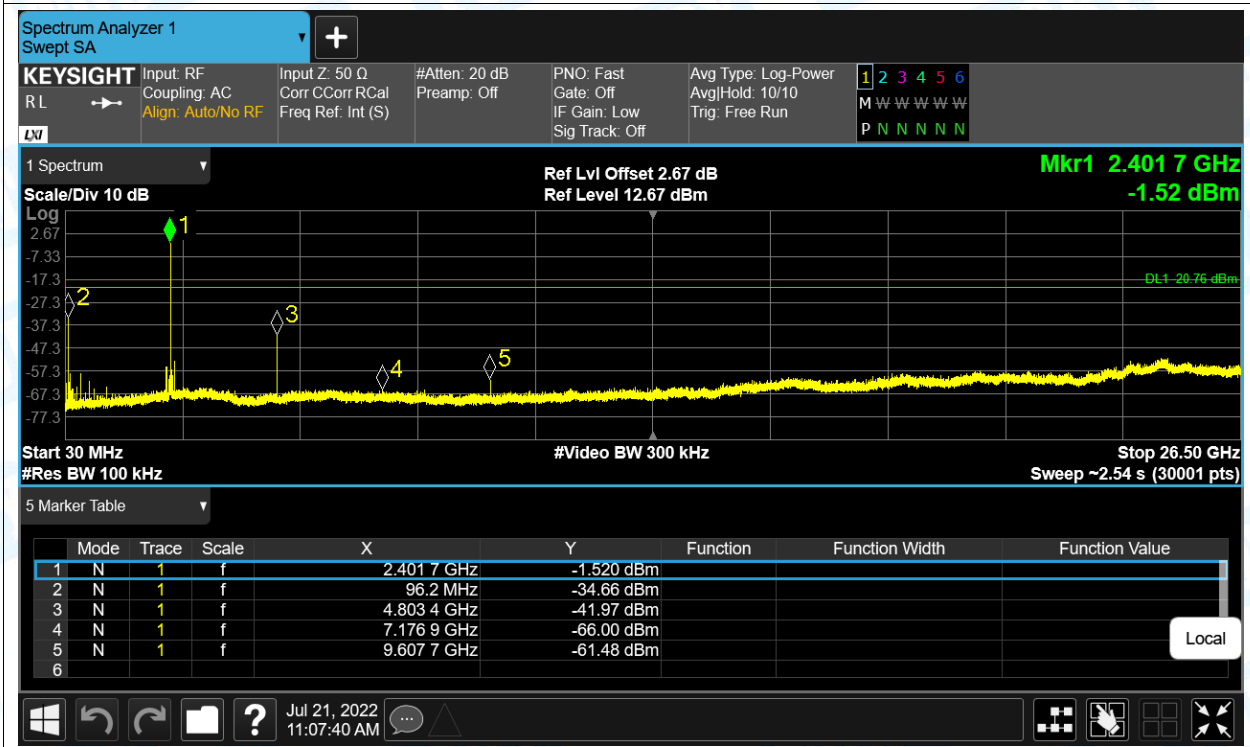 Spectrum Analyzer 1
Swept SA
KEYSIGHT
R L
LXI
Input: RF
Coupling: AC
Align: Auto/No RF
Input Z: 50 Ω
Corr CCorr RCal
Freq Ref: Int (S)
#Atten: 20 dB
Preamp: Off
PNO: Fast
Gate: Off
IF Gain: Low
Sig Track: Off
Avg Type: Log-Power
Avg|Hold: 10/10
Trig: Free Run
1 2 3 4 5 6
M W W W W W
P N N N N N
1 Spectrum
Scale/Div 10 dB
Ref Lvl Offset 2.67 dB
Ref Level 12.67 dBm
Mkr1 2.401 7 GHz
-1.52 dBm
Log
2.67
-7.33
-17.3
-27.3
-37.3
-47.3
-57.3
-67.3
-77.3
1
2
3
4
5
DL1 -20.76 dBm
Start 30 MHz
#Res BW 100 kHz
#Video BW 300 kHz
Stop 26.50 GHz
Sweep ~2.54 s (30001 pts)
5 Marker Table
Mode Trace Scale X Y Function Function Width Function Value
1 N 1 f 2.401 7 GHz -1.520 dBm
2 N 1 f 96.2 MHz -34.66 dBm
3 N 1 f 4.803 4 GHz -41.97 dBm
4 N 1 f 7.176 9 GHz -66.00 dBm
5 N 1 f 9.607 7 GHz -61.48 dBm
6
Local
?
Jul 21, 2022
11:07:40 AM